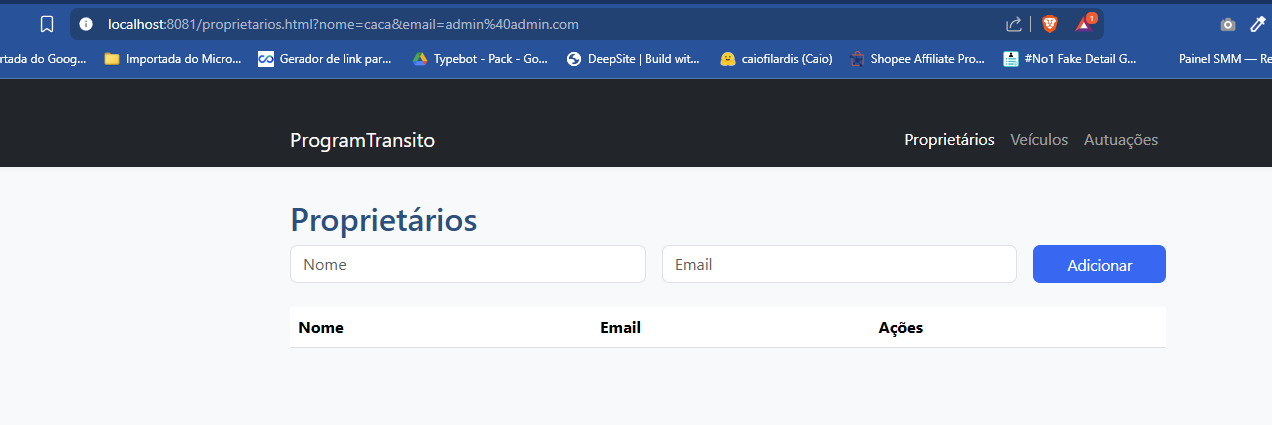 localhost:8081/proprietarios.html?nome=caca&email=admin%40admin.com
1
rtada do Goog... Importada do Micro... Gerador de link par... Typebot - Pack - Go... DeepSite | Build wit... caiofilardis (Caio) Shopee Affiliate Pro... #No1 Fake Detail G... Painel SMM — Re
ProgramTransito Proprietários Veículos Autuações
Proprietários
Nome Email Adicionar
Nome Email Ações